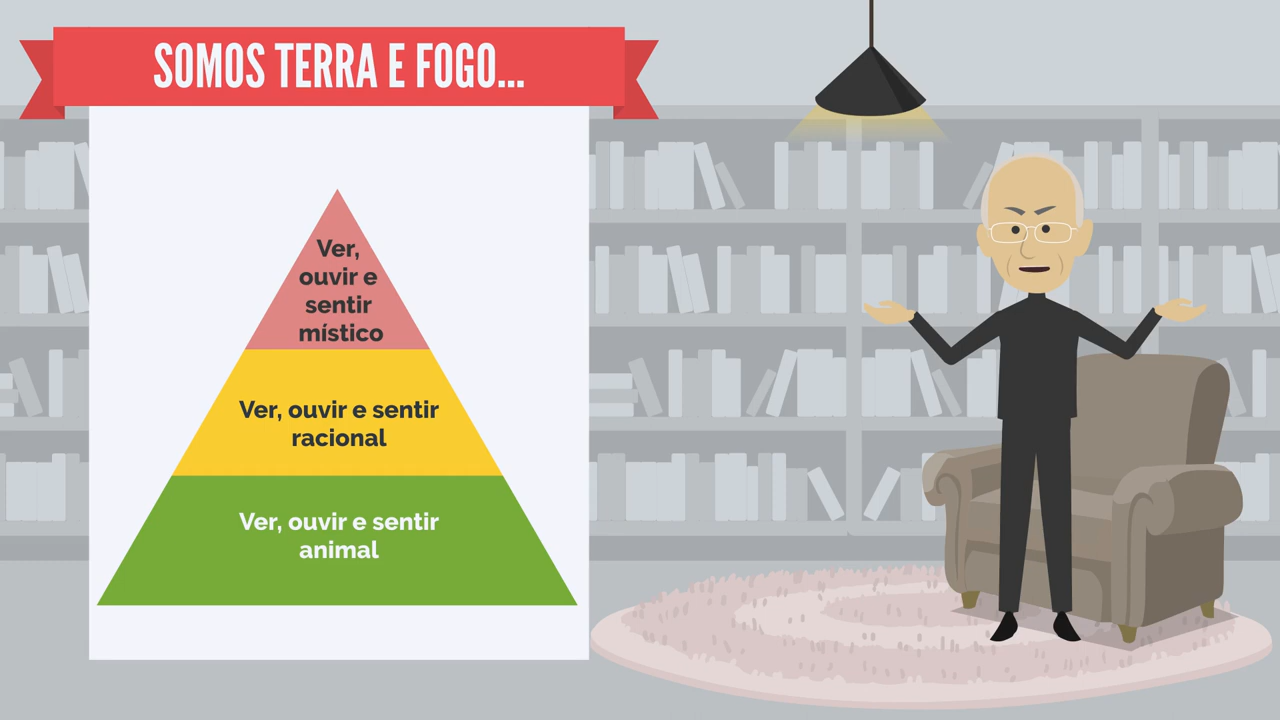 SOMOS TERRA E FOGO...
Ver,
ouvir e
sentir
místico
Ver, ouvir e sentir
racional
Ver, ouvir e sentir
animal